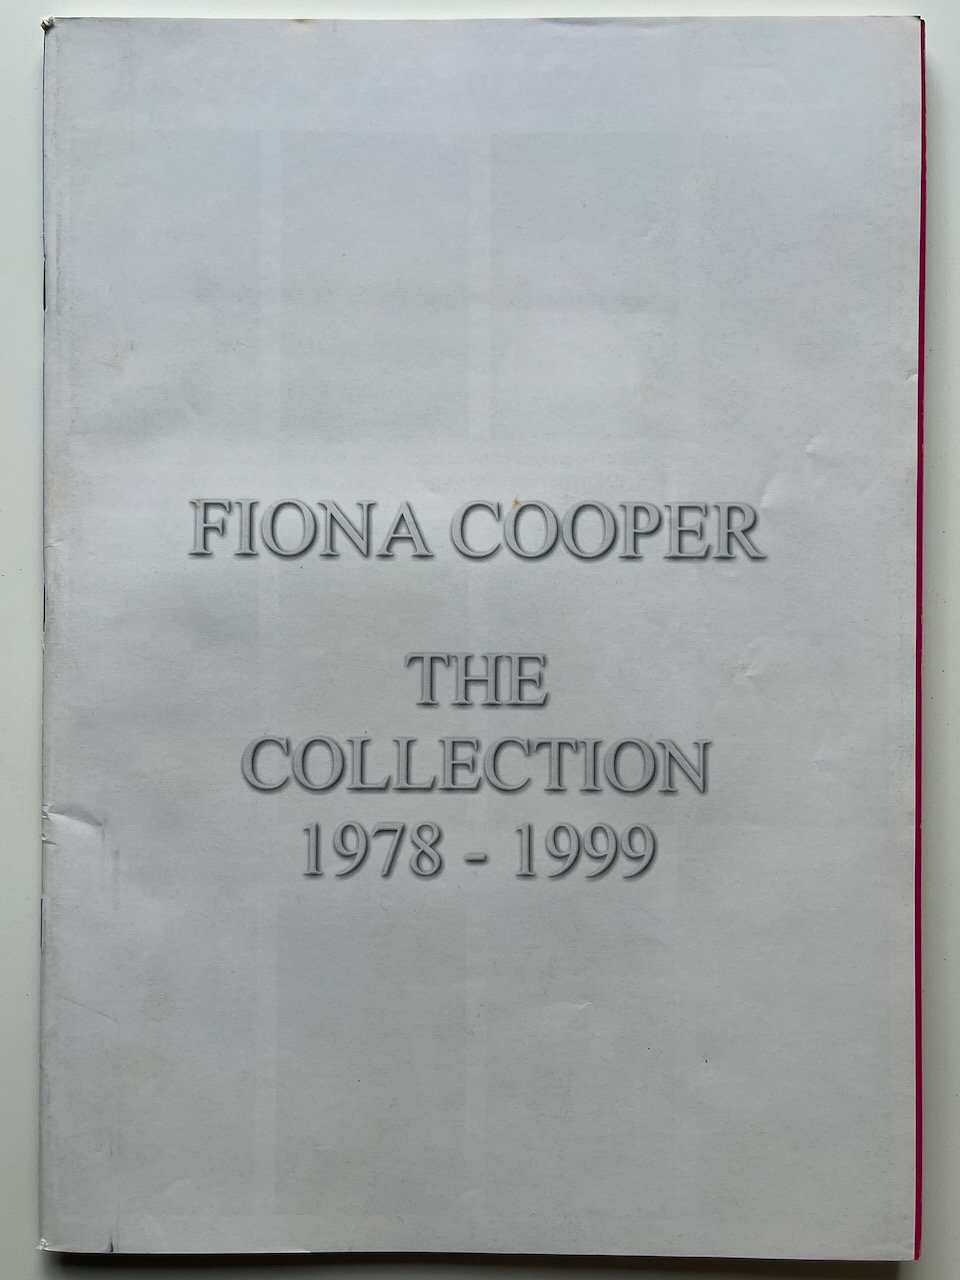 FIONA COOPER
THE
COLLECTION
1978 - 1999